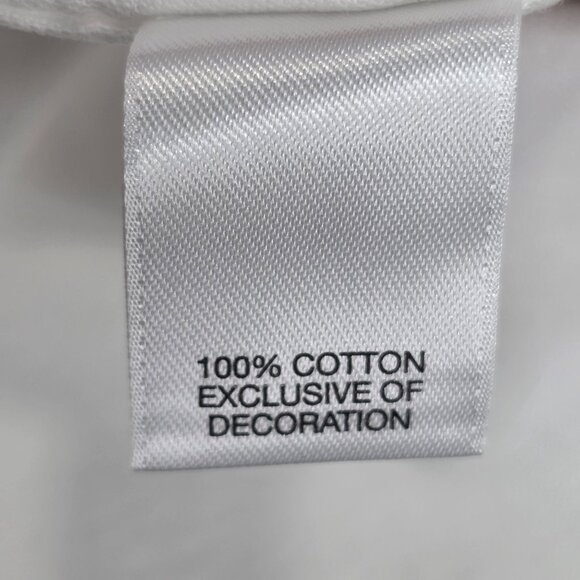 100% COTTON
EXCLUSIVE OF
DECORATION